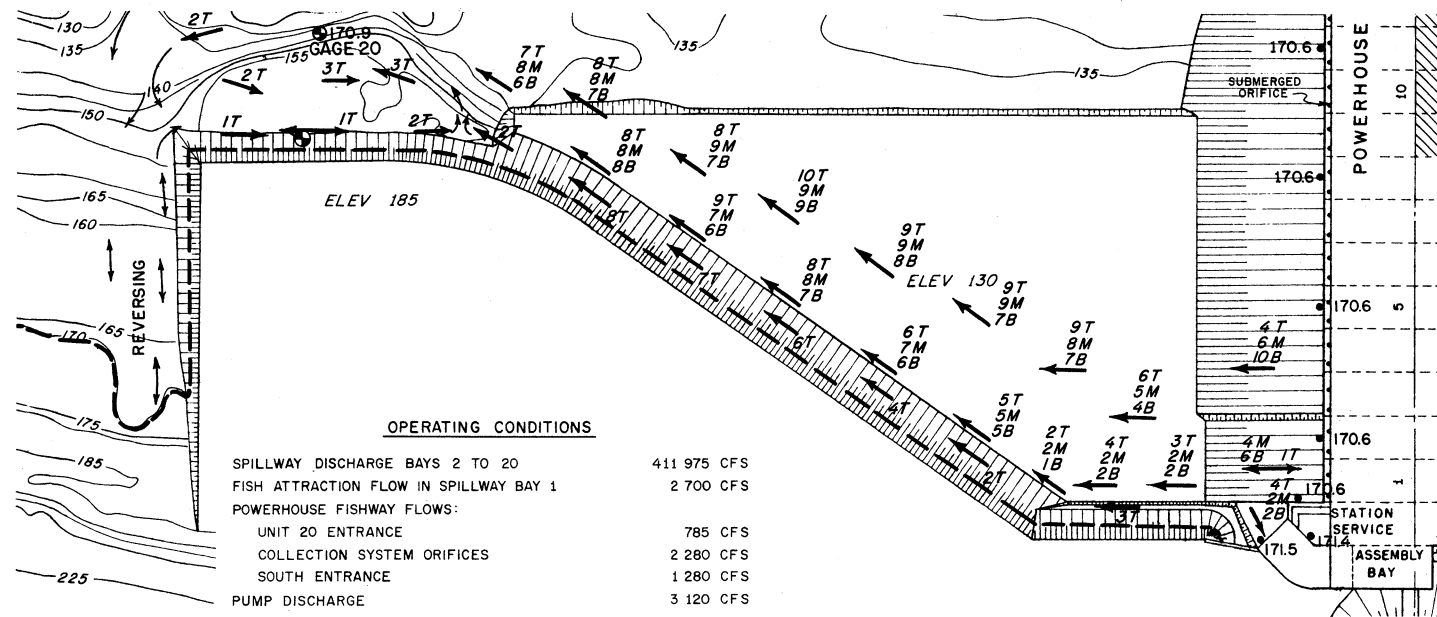 130
135
2T
170.9
GAGE 20
155
140
150
2T
3T
3T
7T
8M
6B
8T
8M
7B
135
135
170.6
SUBMERGED
ORIFICE
10
POWERHOUSE
1T
1T
2T
2T
8T
8M
8B
8T
9M
7B
10T
9M
9B
170.6
165
160
ELEV 185
8T
9T
7M
6B
9T
9M
8B
ELEV 130
REVERSING
7T
8T
8M
7B
9T
9M
7B
170.6
5
165
170
6T
6T
7M
6B
9T
8M
7B
4T
6M
10B
6T
5M
4B
175
4T
5T
5M
5B
170.6
185
2T
2T
2M
1B
4T
2M
2B
3T
2M
2B
4M
6B
1T
1
4T
2M
2B
170.6
3T
STATION
SERVICE
171.5
171.4
ASSEMBLY
BAY
225
OPERATING CONDITIONS
SPILLWAY DISCHARGE BAYS 2 TO 20 411 975 CFS
FISH ATTRACTION FLOW IN SPILLWAY BAY 1 2 700 CFS
POWERHOUSE FISHWAY FLOWS:
UNIT 20 ENTRANCE 785 CFS
COLLECTION SYSTEM ORIFICES 2 280 CFS
SOUTH ENTRANCE 1 280 CFS
PUMP DISCHARGE 3 120 CFS